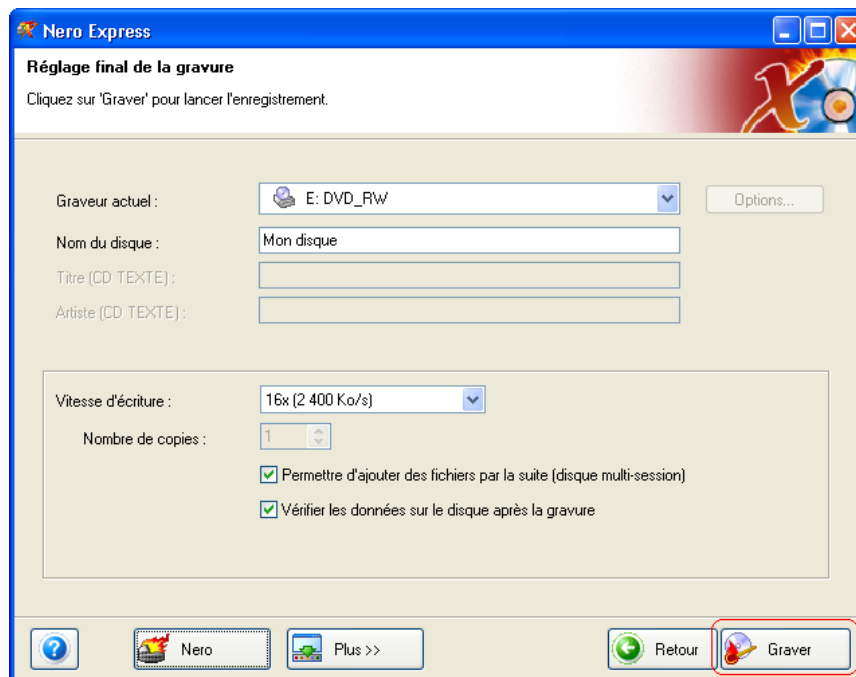 Nero Express
Réglage final de la gravure
Cliquez sur 'Graver' pour lancer l'enregistrement.
Graveur actuel :
E: DVD_RW
Options...
Nom du disque :
Mon disque
Titre (CD TEXTE) :
Artiste (CD TEXTE) :
Vitesse d'écriture :
16x (2 400 Ko/s)
Nombre de copies :
1
Permettre d'ajouter des fichiers par la suite (disque multi-session)
Vérifier les données sur le disque après la gravure
?
Nero
Plus >>
Retour
Graver